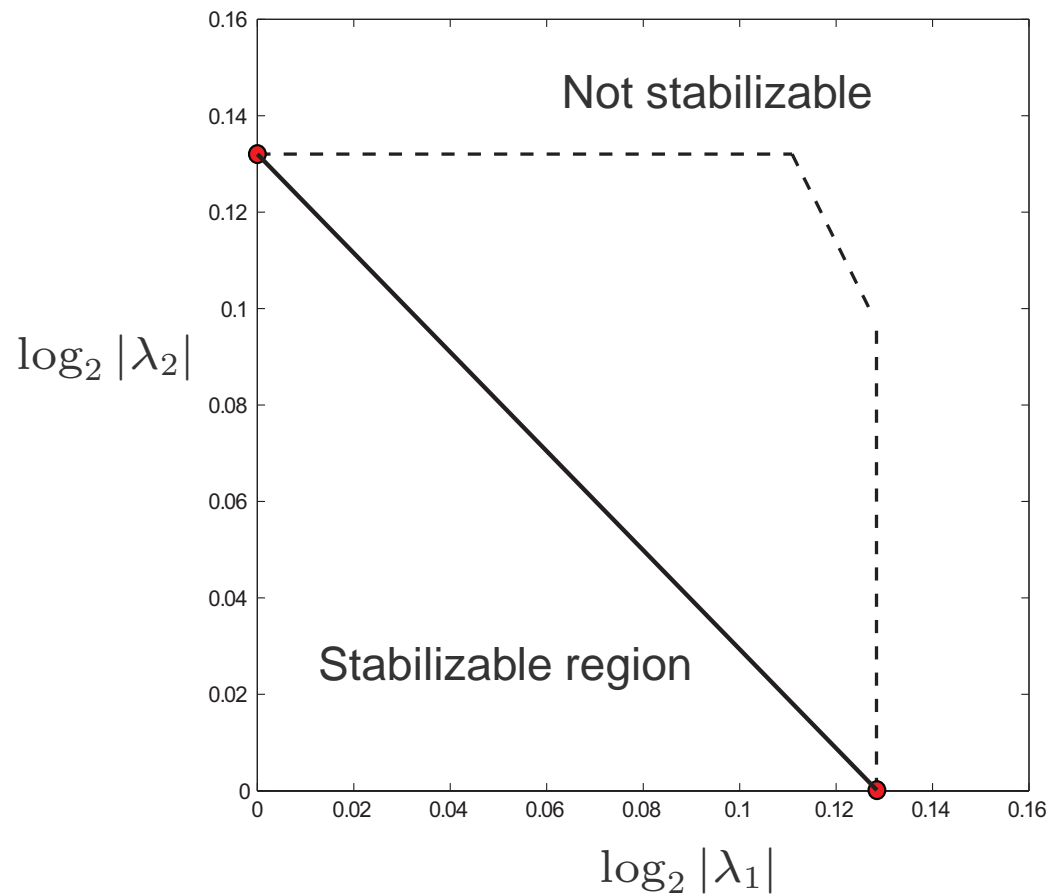 0.16
Not stabilizable
0.14
0.12
0.1
log₂ |λ₂|
0.08
0.06
0.04
Stabilizable region
0.02
0
0 0.02 0.04 0.06 0.08 0.1 0.12 0.14 0.16
log₂ |λ₁|